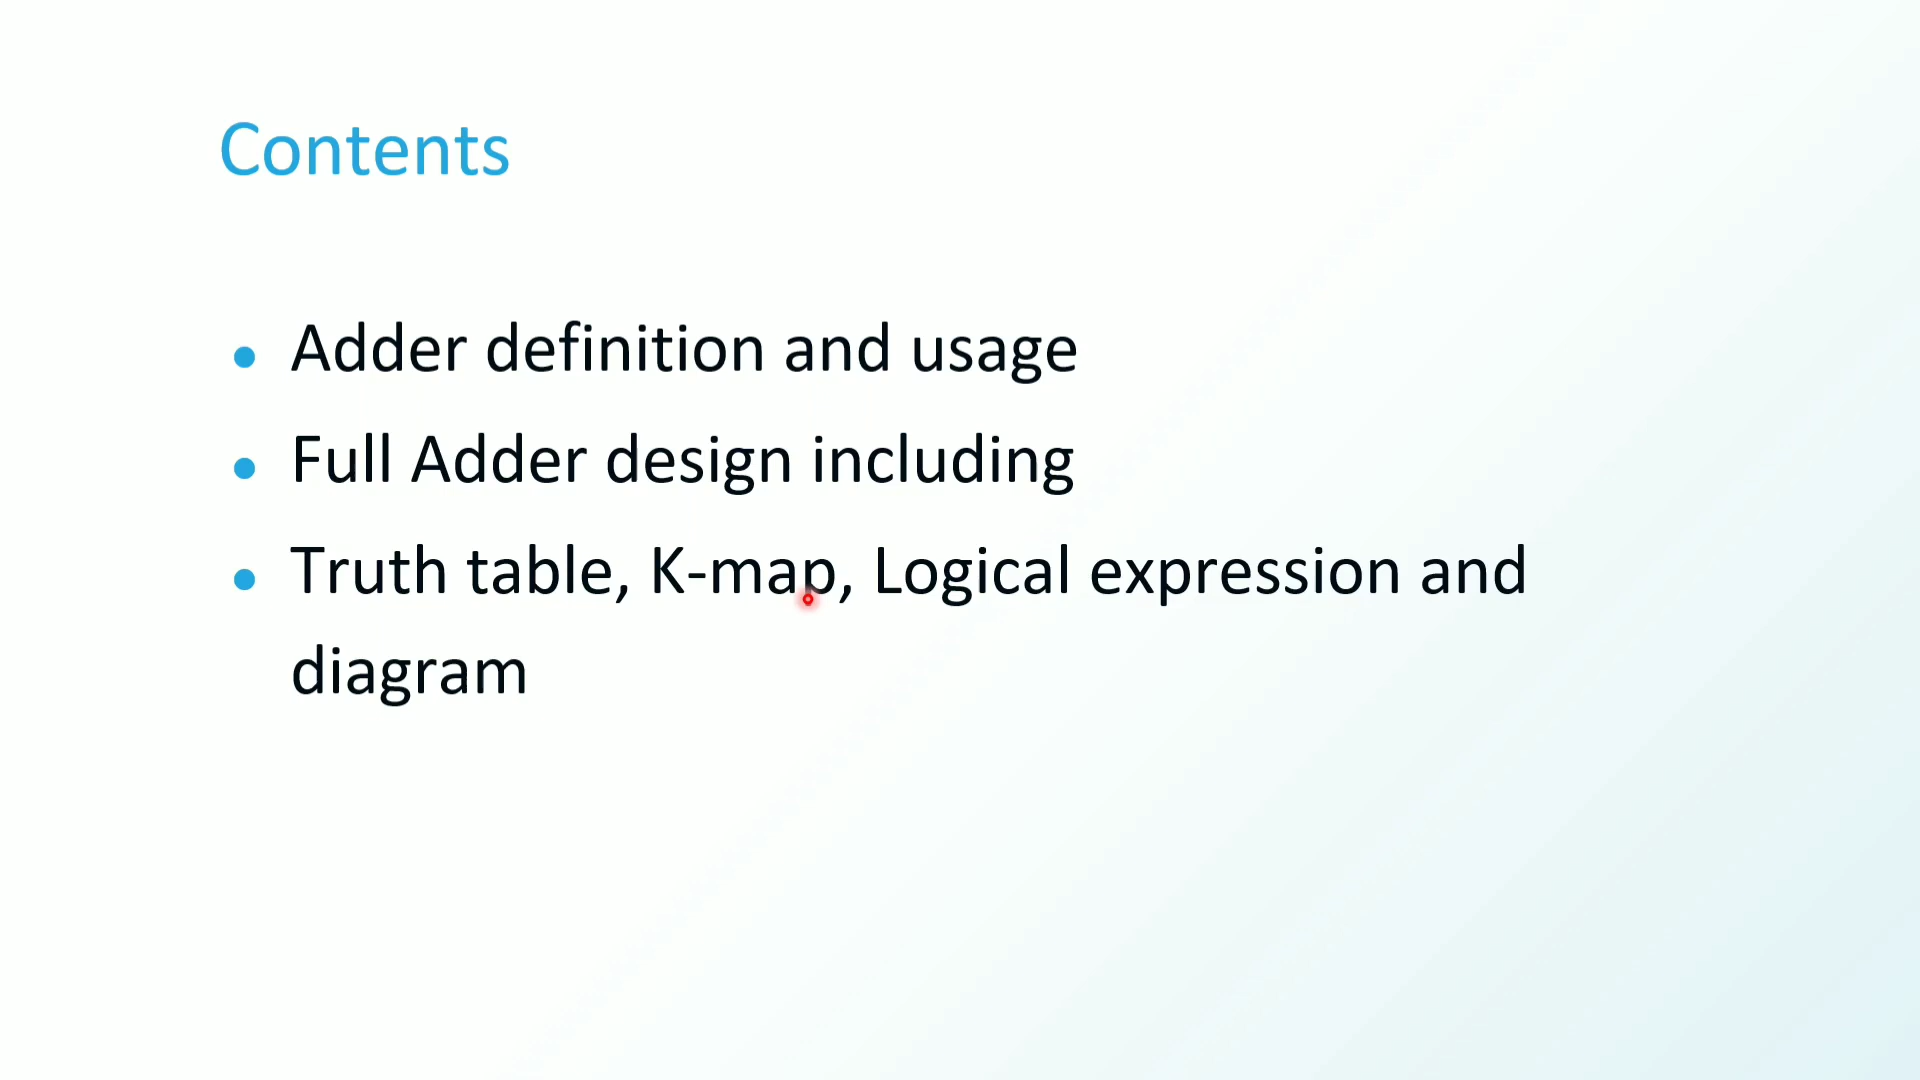 Contents
Adder definition and usage
Full Adder design including
Truth table, K-map, Logical expression and
diagram